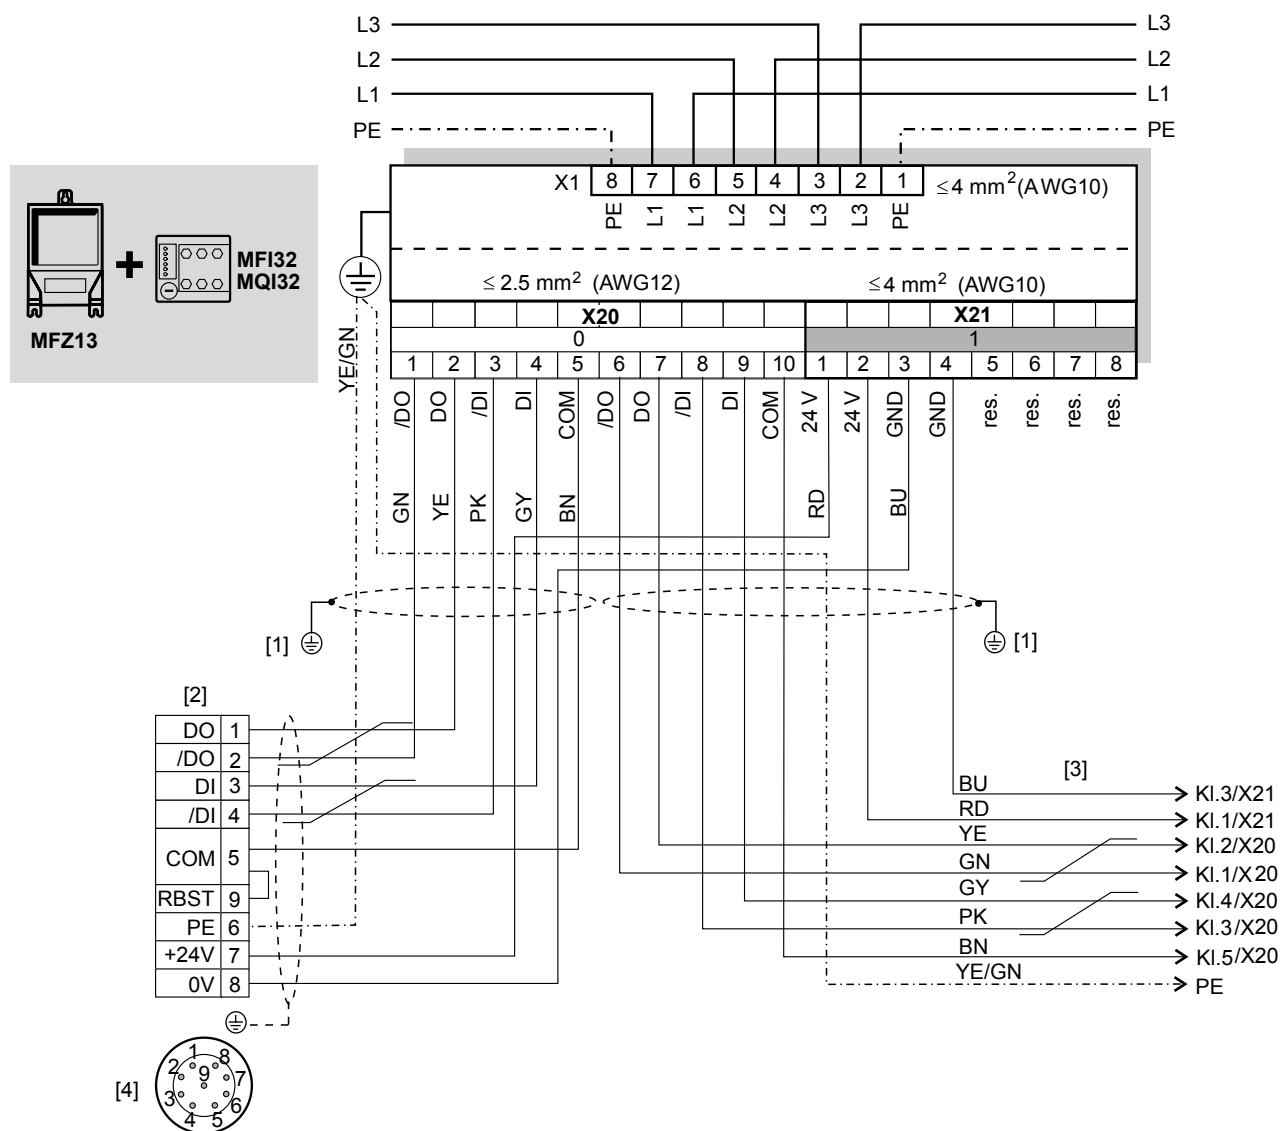 L3 L3
L2 L2
L1 L1
PE PE
X1 8 7 6 5 4 3 2 1 ≤4 mm²(AWG10)
PE L1 L1 L2 L2 L3 L3 PE
MFI32
MQI32
MFZ13
≤ 2.5 mm² (AWG12) ≤4 mm² (AWG10)
X20 X21
0 1
1 2 3 4 5 6 7 8 9 10 1 2 3 4 5 6 7 8
YE/GN
/DO DO /DI DI COM /DO DO /DI DI COM 24 V 24 V GND GND res. res. res. res.
GN YE PK GY BN RD BU
[1] [1]
[2]
DO 1
/DO 2
DI 3
/DI 4
COM 5
RBST 9
PE 6
+24V 7
0V 8
[3]
BU Kl.3/X21
RD Kl.1/X21
YE Kl.2/X20
GN Kl.1/X20
GY Kl.4/X20
PK Kl.3/X20
BN Kl.5/X20
YE/GN PE
[4]
1 8
2 9 7
3 6
4 5